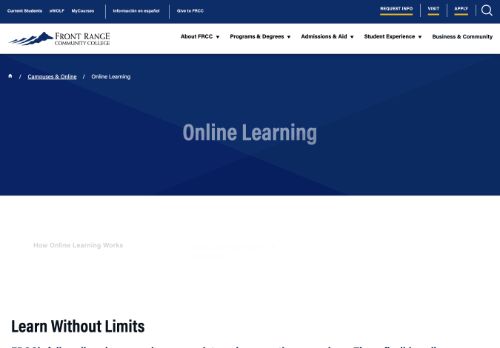 Current Students eWOLF MyCourses Información en español Give to FRCC REQUEST INFO VISIT APPLY
FRONT RANGE
COMMUNITY COLLEGE
About FRCC ▼ Programs & Degrees ▼ Admissions & Aid ▼ Student Experience ▼ Business & Community
/ Campuses & Online / Online Learning
Online Learning
How Online Learning Works
Learn Without Limits